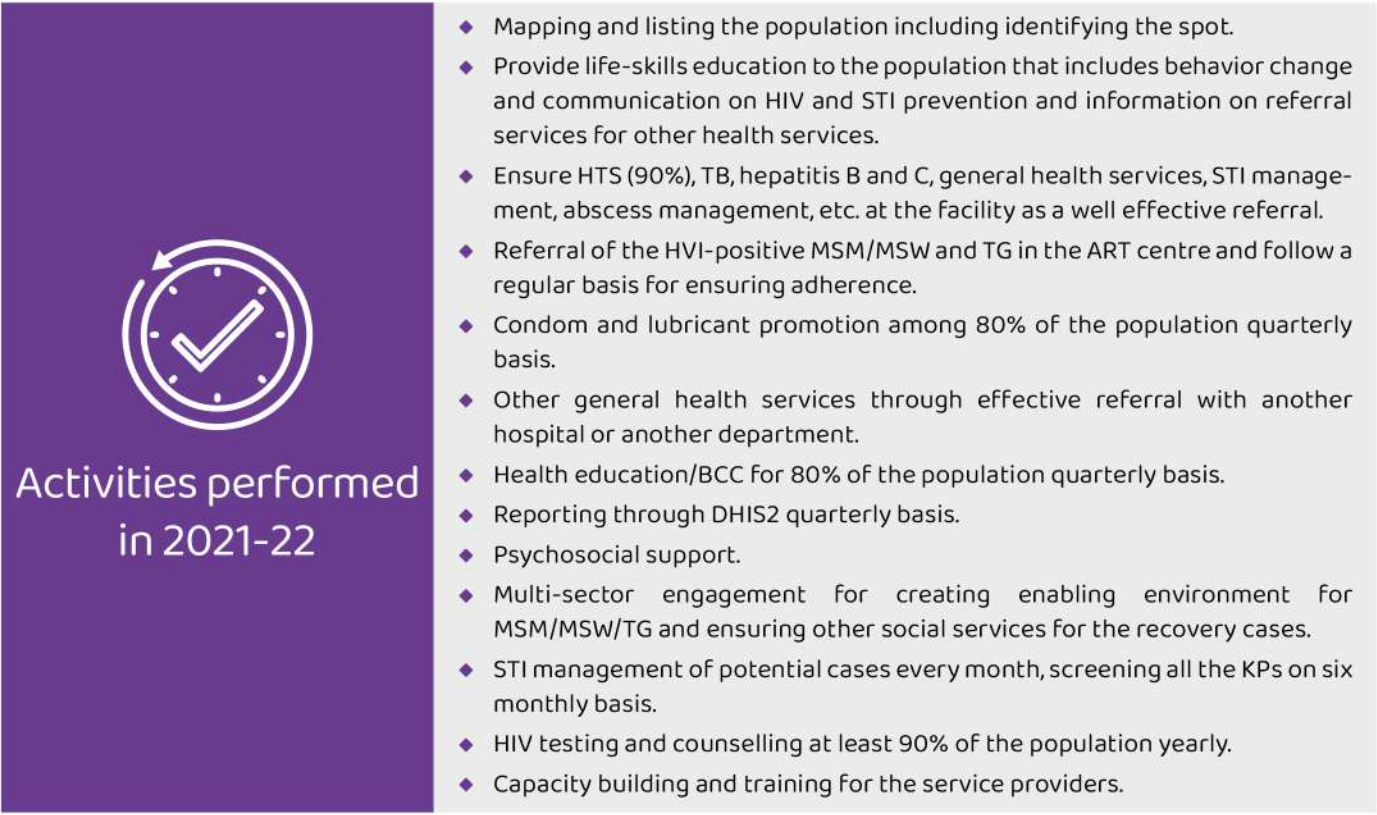 Activities performed
in 2021-22
◆ Mapping and listing the population including identifying the spot.
◆ Provide life-skills education to the population that includes behavior change
and communication on HIV and STI prevention and information on referral
services for other health services.
◆ Ensure HTS (90%), TB, hepatitis B and C, general health services, STI manage-
ment, abscess management, etc. at the facility as a well effective referral.
◆ Referral of the HVI-positive MSM/MSW and TG in the ART centre and follow a
regular basis for ensuring adherence.
◆ Condom and lubricant promotion among 80% of the population quarterly
basis.
◆ Other general health services through effective referral with another
hospital or another department.
◆ Health education/BCC for 80% of the population quarterly basis.
◆ Reporting through DHIS2 quarterly basis.
◆ Psychosocial support.
◆ Multi-sector engagement for creating enabling environment for
MSM/MSW/TG and ensuring other social services for the recovery cases.
◆ STI management of potential cases every month, screening all the KPs on six
monthly basis.
◆ HIV testing and counselling at least 90% of the population yearly.
◆ Capacity building and training for the service providers.